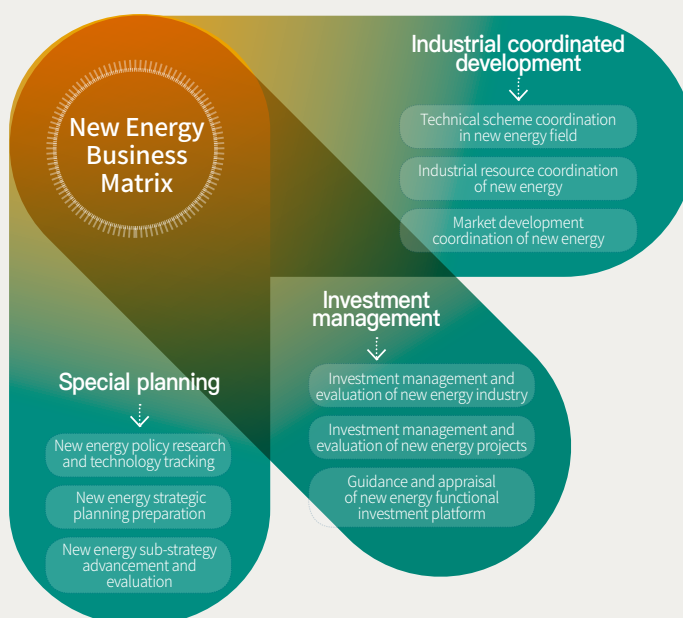 New Energy
Business
Matrix
Industrial coordinated
development
Technical scheme coordination
in new energy field
Industrial resource coordination
of new energy
Market development
coordination of new energy
Investment
management
Investment management and
evaluation of new energy industry
Investment management and
evaluation of new energy projects
Guidance and appraisal
of new energy functional
investment platform
Special planning
New energy policy research
and technology tracking
New energy strategic
planning preparation
New energy sub-strategy
advancement and
evaluation